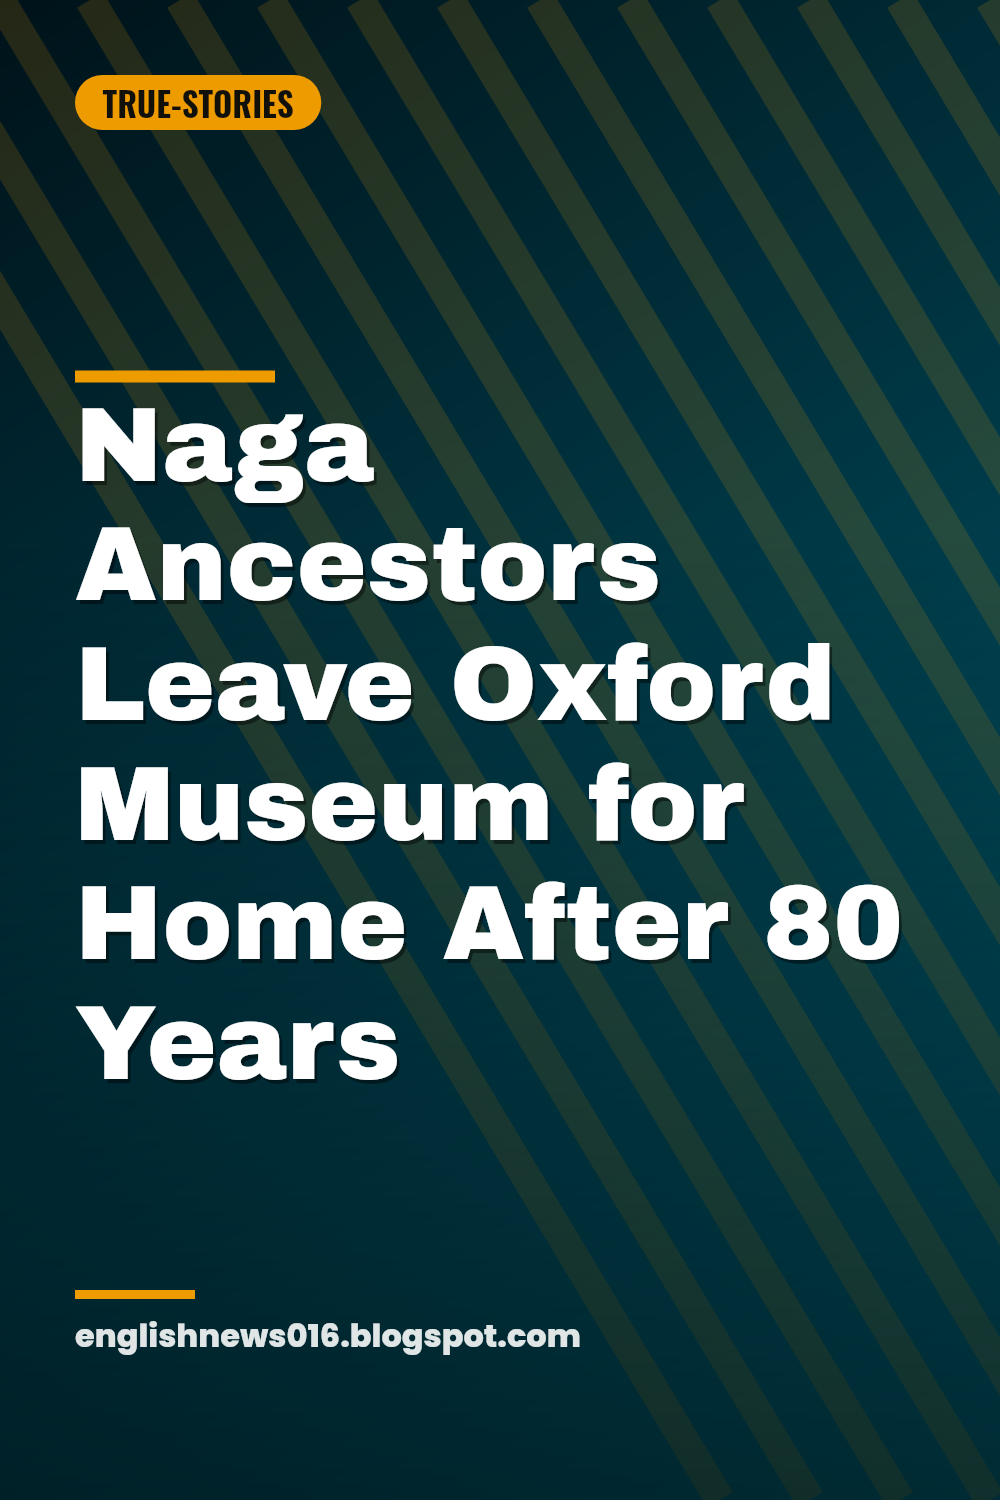 TRUE-STORIES
Naga
Ancestors
Leave Oxford
Museum for
Home After 80
Years
englishnews016.blogspot.com